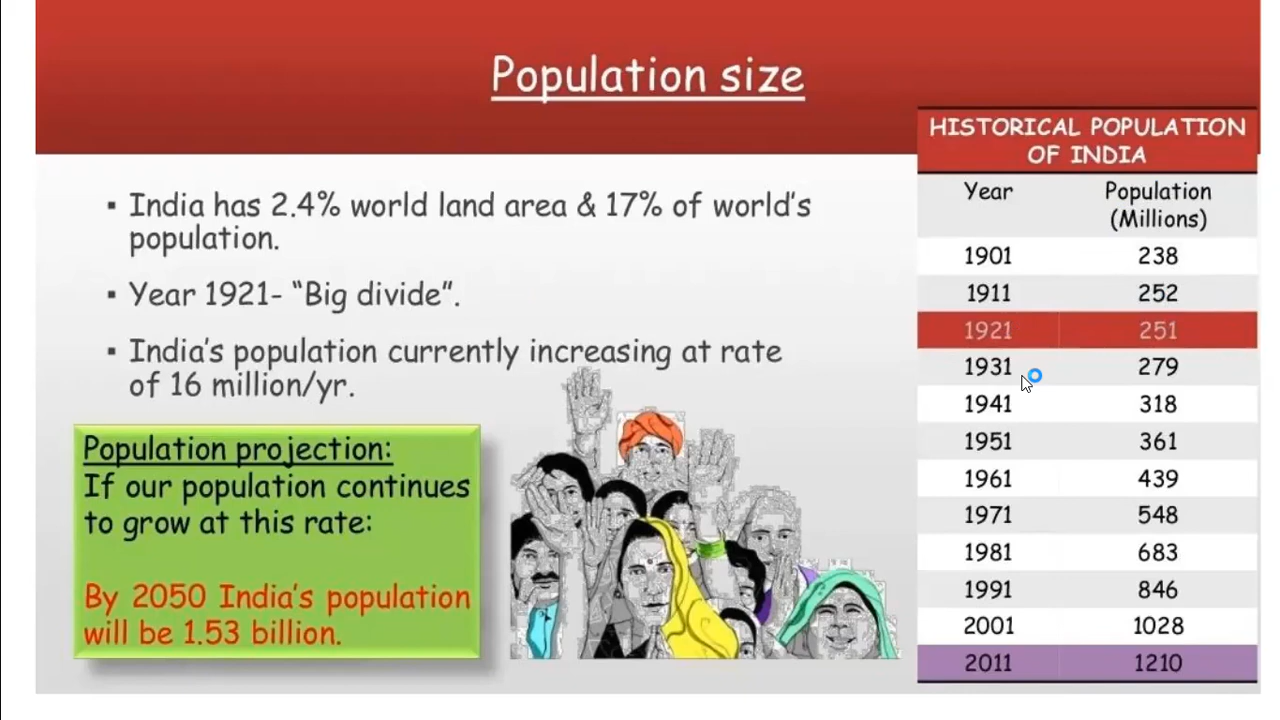 Population size
▪ India has 2.4% world land area & 17% of world's
population.
▪ Year 1921- “Big divide”.
▪ India's population currently increasing at rate
of 16 million/yr.
Population projection:
If our population continues
to grow at this rate:
By 2050 India's population
will be 1.53 billion.
HISTORICAL POPULATION
OF INDIA
Year Population
(Millions)
1901 238
1911 252
1921 251
1931 279
1941 318
1951 361
1961 439
1971 548
1981 683
1991 846
2001 1028
2011 1210